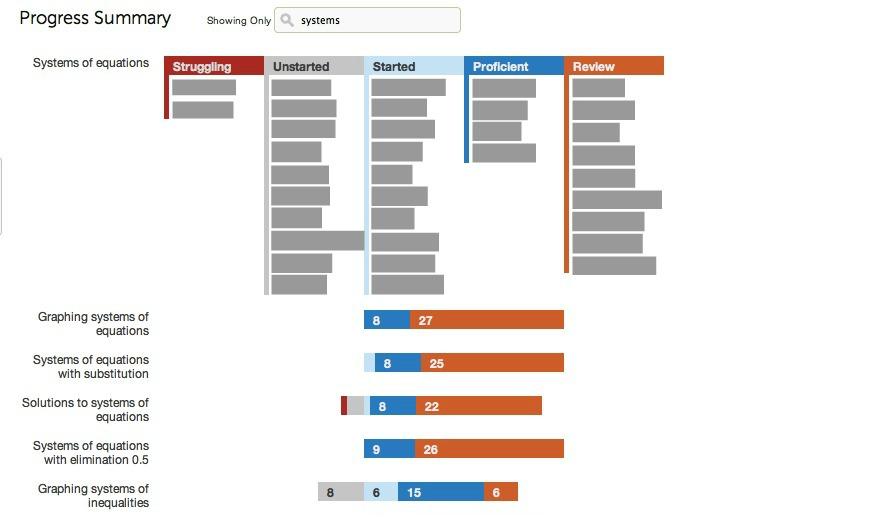 Progress Summary
Showing Only
systems
Systems of equations
Struggling
Unstarted
Started
Proficient
Review
Graphing systems of
equations
8
27
Systems of equations
with substitution
8
25
Solutions to systems of
equations
8
22
Systems of equations
with elimination 0.5
9
26
Graphing systems of
inequalities
8
6
15
6